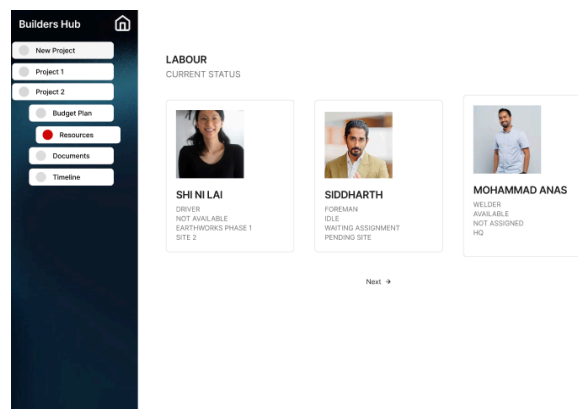 Builders Hub
New Project
Project 1
Project 2
Budget Plan
Resources
Documents
Timeline
LABOUR
CURRENT STATUS
SHI NI LAI
DRIVER
NOT AVAILABLE
EARTHWORKS PHASE 1
SITE 2
SIDDHARTH
FOREMAN
IDLE
WAITING ASSIGNMENT
PENDING SITE
MOHAMMAD ANAS
WELDER
AVAILABLE
NOT ASSIGNED
HQ
Next →